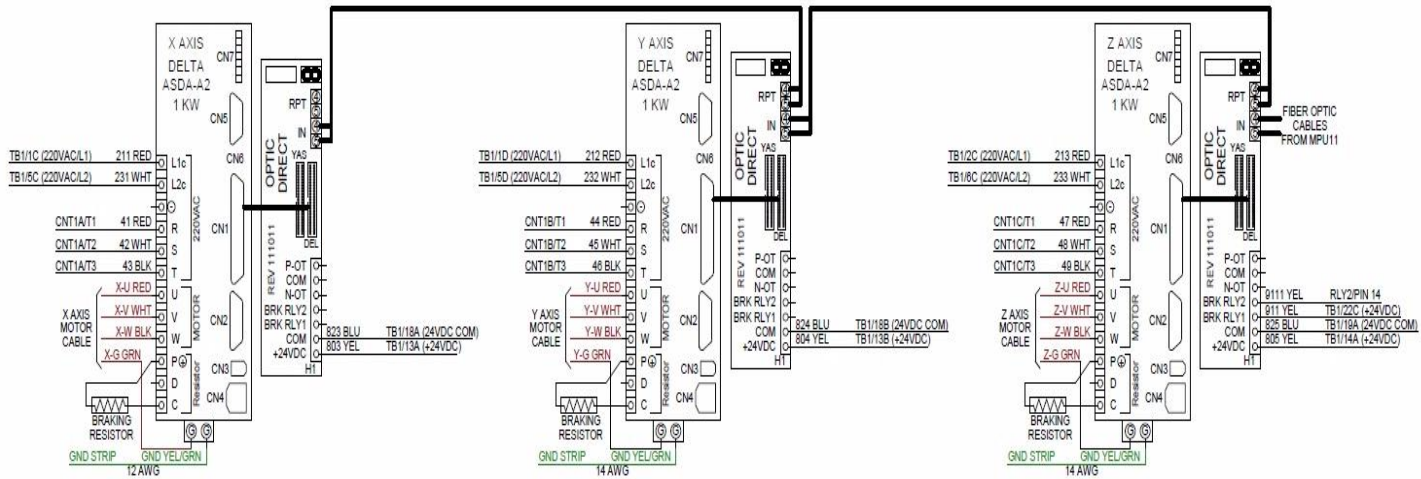 X AXIS
DELTA
ASDA-A2
1 KW
CN7
CN5
CN6
CN1
CN2
CN3
CN4
TB1/1C (220VAC/L1) 211 RED L1c
TB1/5C (220VAC/L2) 231 WHT L2c
CNT1A/T1 41 RED R
CNT1A/T2 42 WHT S
CNT1A/T3 43 BLK T
220VAC
X-U RED U
X-V WHT V
X-W BLK W
X-G GRN P
D
C
MOTOR
Resistor
X AXIS
MOTOR
CABLE
BRAKING
RESISTOR
G G
GND STRIP GND YEL/GRN
12 AWG
RPT
IN
OPTIC
DIRECT
YAS
DEL
REV 111011
P-OT
COM
N-OT
BRK RLY2
BRK RLY1
COM 823 BLU TB1/18A (24VDC COM)
+24VDC 803 YEL TB1/13A (+24VDC)
H1
Y AXIS
DELTA
ASDA-A2
1 KW
CN7
CN5
CN6
CN1
CN2
CN3
CN4
TB1/1D (220VAC/L1) 212 RED L1c
TB1/5D (220VAC/L2) 232 WHT L2c
CNT1B/T1 44 RED R
CNT1B/T2 45 WHT S
CNT1B/T3 46 BLK T
220VAC
Y-U RED U
Y-V WHT V
Y-W BLK W
Y-G GRN P
D
C
MOTOR
Resistor
Y AXIS
MOTOR
CABLE
BRAKING
RESISTOR
G G
GND STRIP GND YEL/GRN
14 AWG
RPT
IN
OPTIC
DIRECT
YAS
DEL
REV 111011
P-OT
COM
N-OT
BRK RLY2
BRK RLY1
COM 824 BLU TB1/18B (24VDC COM)
+24VDC 804 YEL TB1/13B (+24VDC)
H1
Z AXIS
DELTA
ASDA-A2
1 KW
CN7
CN5
CN6
CN1
CN2
CN3
CN4
TB1/2C (220VAC/L1) 213 RED L1c
TB1/6C (220VAC/L2) 233 WHT L2c
CNT1C/T1 47 RED R
CNT1C/T2 48 WHT S
CNT1C/T3 49 BLK T
220VAC
Z-U RED U
Z-V WHT V
Z-W BLK W
Z-G GRN P
D
C
MOTOR
Resistor
Z AXIS
MOTOR
CABLE
BRAKING
RESISTOR
G G
GND STRIP GND YEL/GRN
14 AWG
RPT
IN
FIBER OPTIC
CABLES
FROM MPU11
OPTIC
DIRECT
YAS
DEL
REV 111011
P-OT
COM
N-OT
BRK RLY2 9111 YEL RLY2/PIN 14
BRK RLY1 911 YEL TB1/22C (+24VDC)
COM 825 BLU TB1/19A (24VDC COM)
+24VDC 805 YEL TB1/14A (+24VDC)
H1